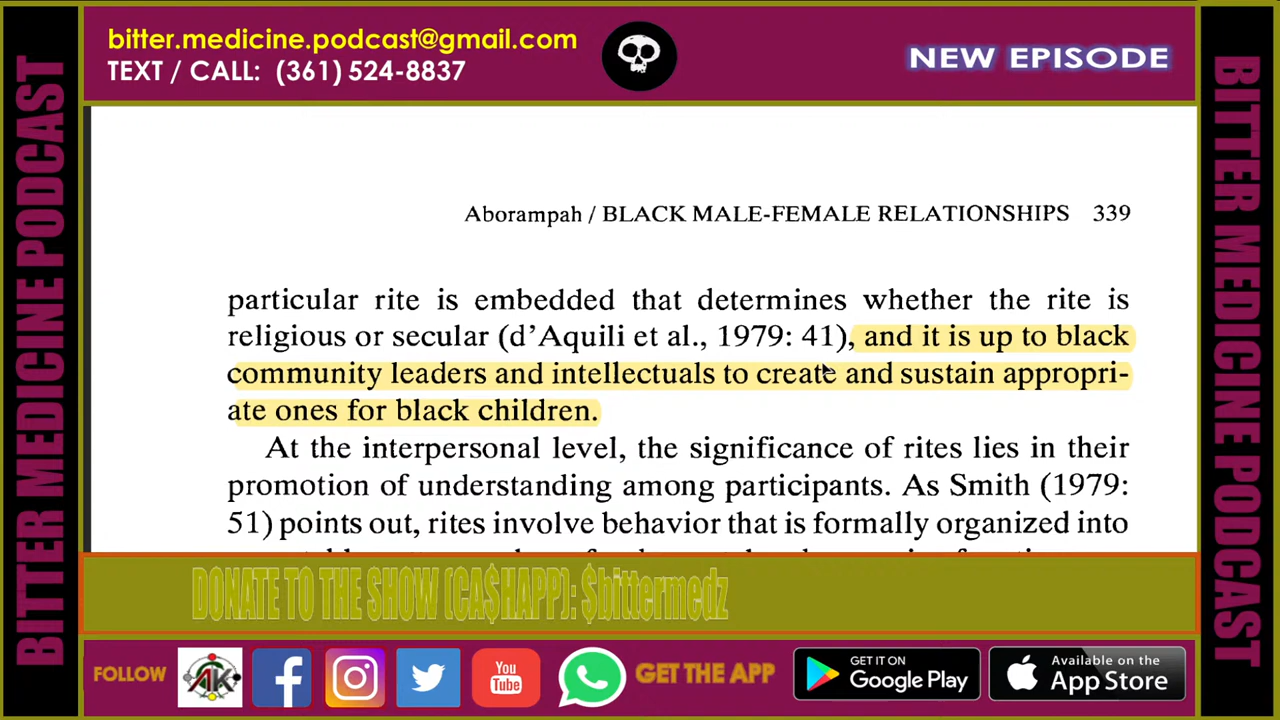 bitter.medicine.podcast@gmail.com
TEXT / CALL: (361) 524-8837
NEW EPISODE
BITTER MEDICINE PODCAST
Aborampah / BLACK MALE-FEMALE RELATIONSHIPS 339
particular rite is embedded that determines whether the rite is
religious or secular (d'Aquili et al., 1979: 41), and it is up to black
community leaders and intellectuals to create and sustain appropri-
ate ones for black children.
At the interpersonal level, the significance of rites lies in their
promotion of understanding among participants. As Smith (1979:
51) points out, rites involve behavior that is formally organized into
BITTER MEDICINE PODCAST
DONATE TO THE SHOW (CA$HAPP): $bittermedz
FOLLOW
You
Tube
GET THE APP
GET IT ON
Google Play
Available on the
App Store